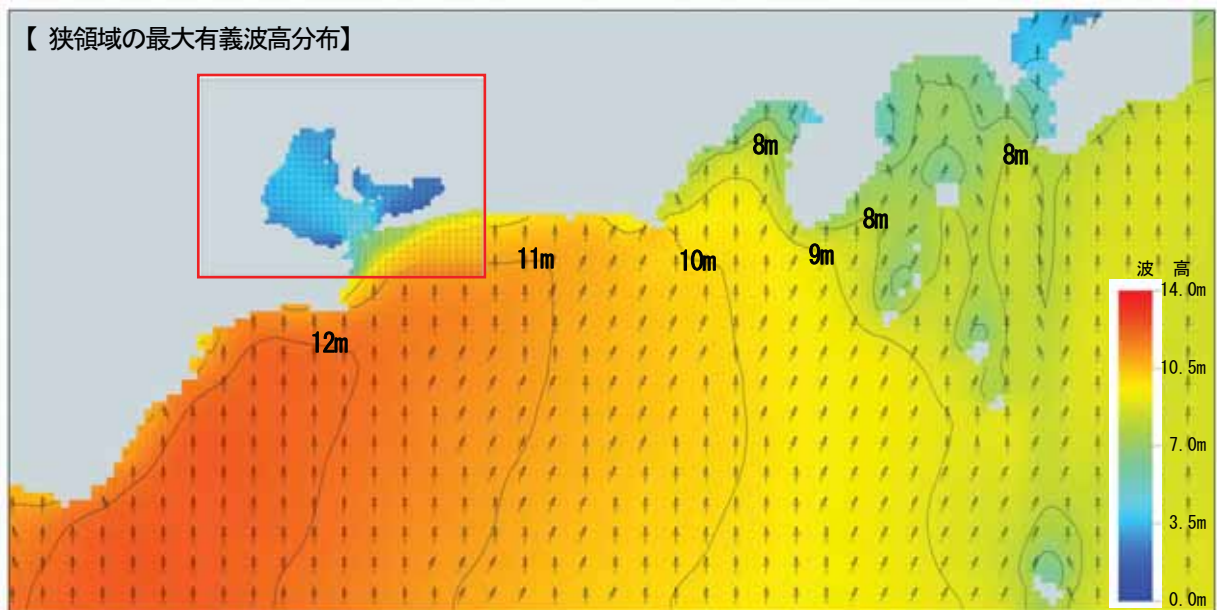 【 狭領域の最大有義波高分布】
8m
8m
8m
11m
10m
9m
12m
波 高
14.0m
10.5m
7.0m
3.5m
0.0m